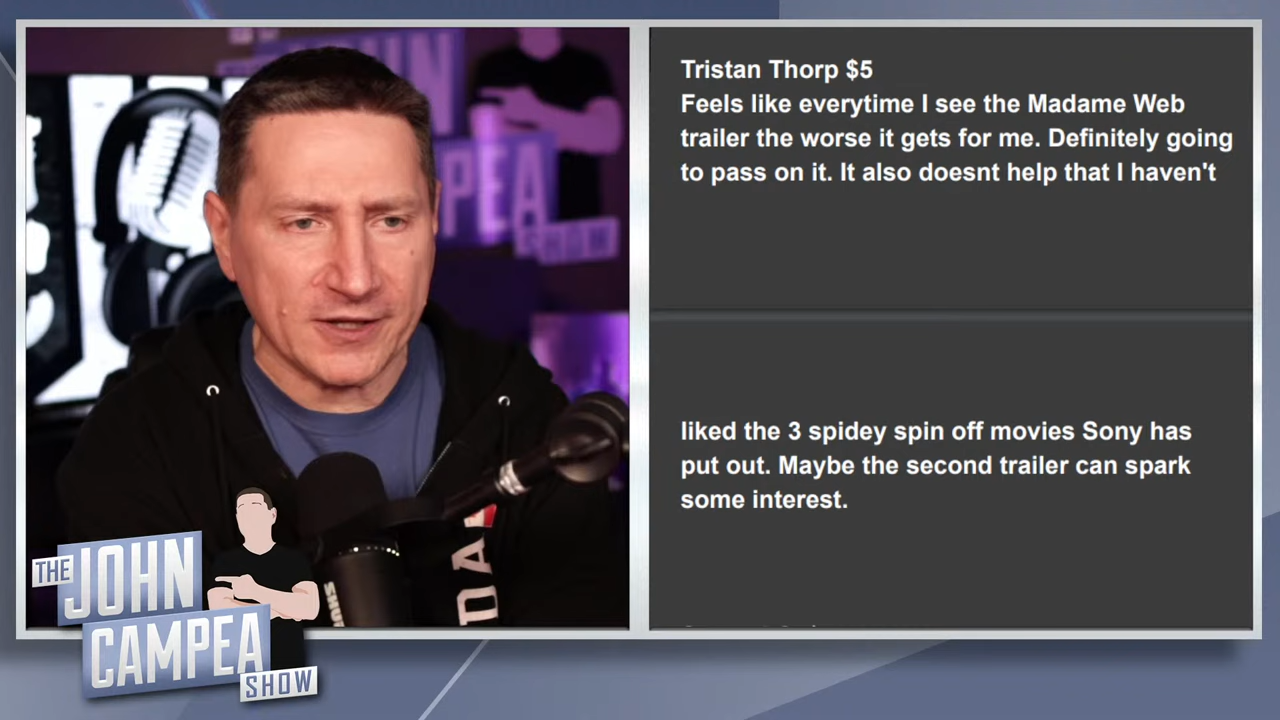 Tristan Thorp $5
Feels like everytime I see the Madame Web
trailer the worse it gets for me. Definitely going
to pass on it. It also doesnt help that I haven't
liked the 3 spidey spin off movies Sony has
put out. Maybe the second trailer can spark
some interest.
THE
JOHN
CAMPEA
SHOW